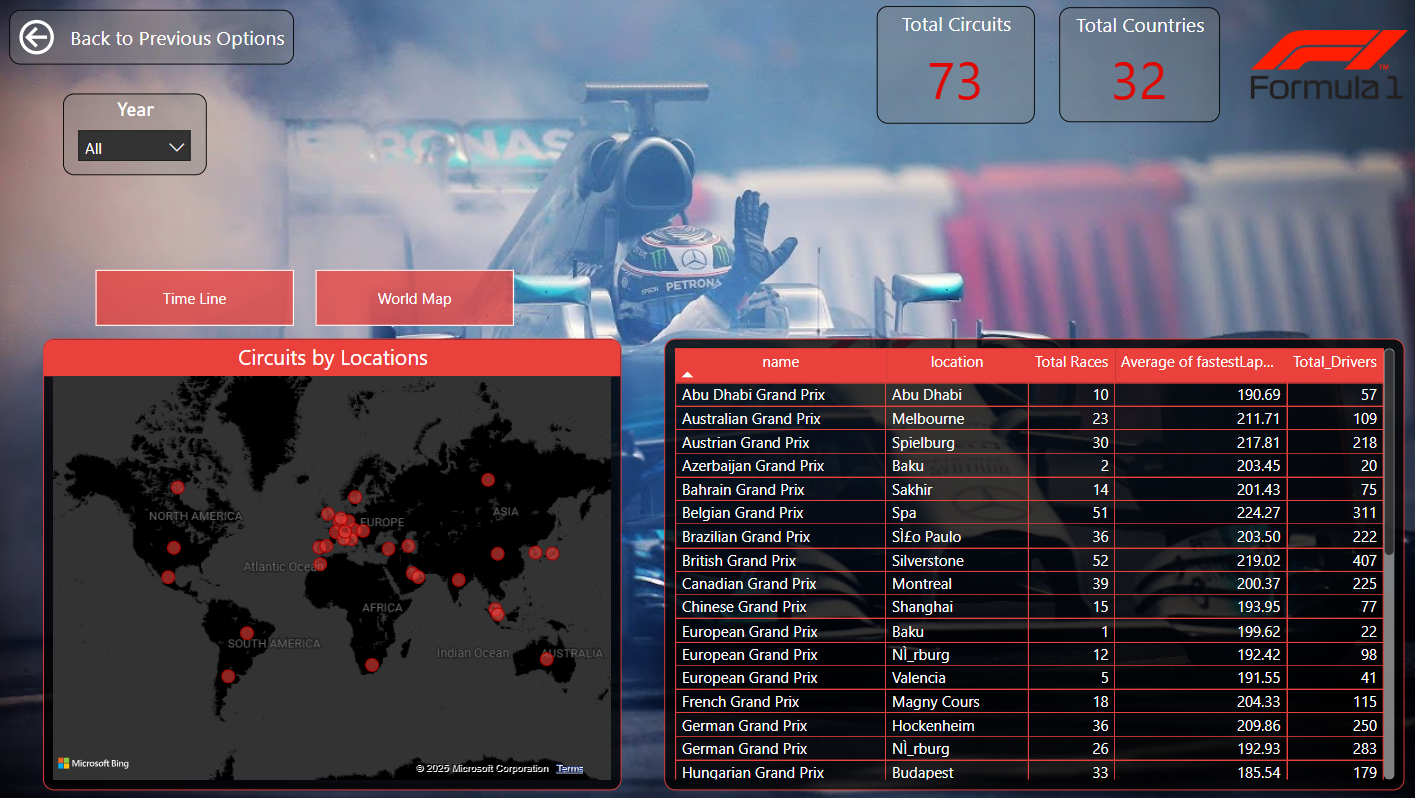 Back to Previous Options
Total Circuits
73
Total Countries
32
Formula 1
Year
All
PETRONAS
EPSON PETRONA
Time Line
World Map
Circuits by Locations
NORTH AMERICA
EUROPE
ASIA
Atlantic Ocean
AFRICA
SOUTH AMERICA
Indian Ocean
AUSTRALIA
Microsoft Bing
© 2025 Microsoft Corporation Terms
name location Total Races Average of fastestLap... Total_Drivers
Abu Dhabi Grand Prix Abu Dhabi 10 190.69 57
Australian Grand Prix Melbourne 23 211.71 109
Austrian Grand Prix Spielburg 30 217.81 218
Azerbaijan Grand Prix Baku 2 203.45 20
Bahrain Grand Prix Sakhir 14 201.43 75
Belgian Grand Prix Spa 51 224.27 311
Brazilian Grand Prix SÌ£o Paulo 36 203.50 222
British Grand Prix Silverstone 52 219.02 407
Canadian Grand Prix Montreal 39 200.37 225
Chinese Grand Prix Shanghai 15 193.95 77
European Grand Prix Baku 1 199.62 22
European Grand Prix NÌ_rburg 12 192.42 98
European Grand Prix Valencia 5 191.55 41
French Grand Prix Magny Cours 18 204.33 115
German Grand Prix Hockenheim 36 209.86 250
German Grand Prix NÌ_rburg 26 192.93 283
Hungarian Grand Prix Budapest 33 185.54 179